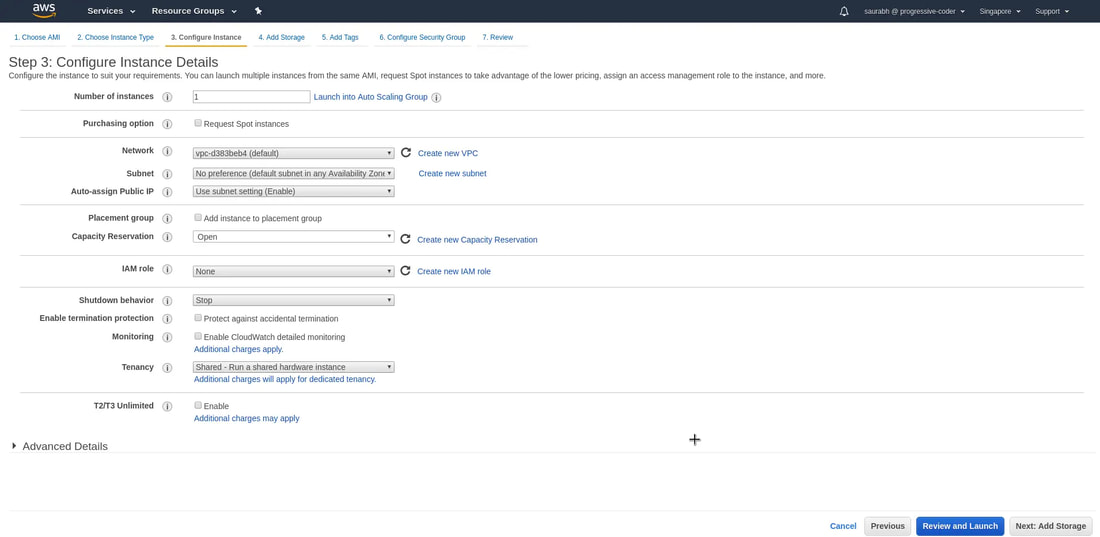 aws Services Resource Groups saurabh @ progressive-coder Singapore Support
1. Choose AMI 2. Choose Instance Type 3. Configure Instance 4. Add Storage 5. Add Tags 6. Configure Security Group 7. Review
Step 3: Configure Instance Details
Configure the instance to suit your requirements. You can launch multiple instances from the same AMI, request Spot instances to take advantage of the lower pricing, assign an access management role to the instance, and more.
Number of instances i 1 Launch into Auto Scaling Group i
Purchasing option i Request Spot instances
Network i vpc-d383beb4 (default) Create new VPC
Subnet i No preference (default subnet in any Availability Zone Create new subnet
Auto-assign Public IP i Use subnet setting (Enable)
Placement group i Add instance to placement group
Capacity Reservation i Open Create new Capacity Reservation
IAM role i None Create new IAM role
Shutdown behavior i Stop
Enable termination protection i Protect against accidental termination
Monitoring i Enable CloudWatch detailed monitoring
Additional charges apply.
Tenancy i Shared - Run a shared hardware instance
Additional charges will apply for dedicated tenancy.
T2/T3 Unlimited i Enable
Additional charges may apply
Advanced Details
Cancel Previous Review and Launch Next: Add Storage